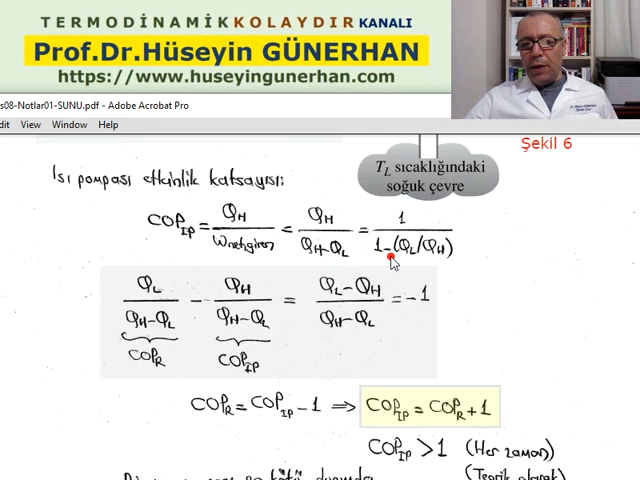 TERMODİNAMİKKOLAYDIR KANALI
Prof.Dr.Hüseyin GÜNERHAN
https://www.huseyingunerhan.com
s08-Notlar01-SUNU.pdf - Adobe Acrobat Pro
dit View Window Help
Şekil 6
T_L sıcaklığındaki
soğuk çevre
Isı pompası etkinlik katsayısı:
COP_IP = Q_H / W_net,giren = Q_H / (Q_H - Q_L) = 1 / (1 - (Q_L / Q_H))
Q_L / (Q_H - Q_L) - Q_H / (Q_H - Q_L) = (Q_L - Q_H) / (Q_H - Q_L) = -1
COP_R COP_IP
COP_R = COP_IP - 1 ⇒ COP_IP = COP_R + 1
COP_IP > 1 (Her zaman)
(Teorik olarak)